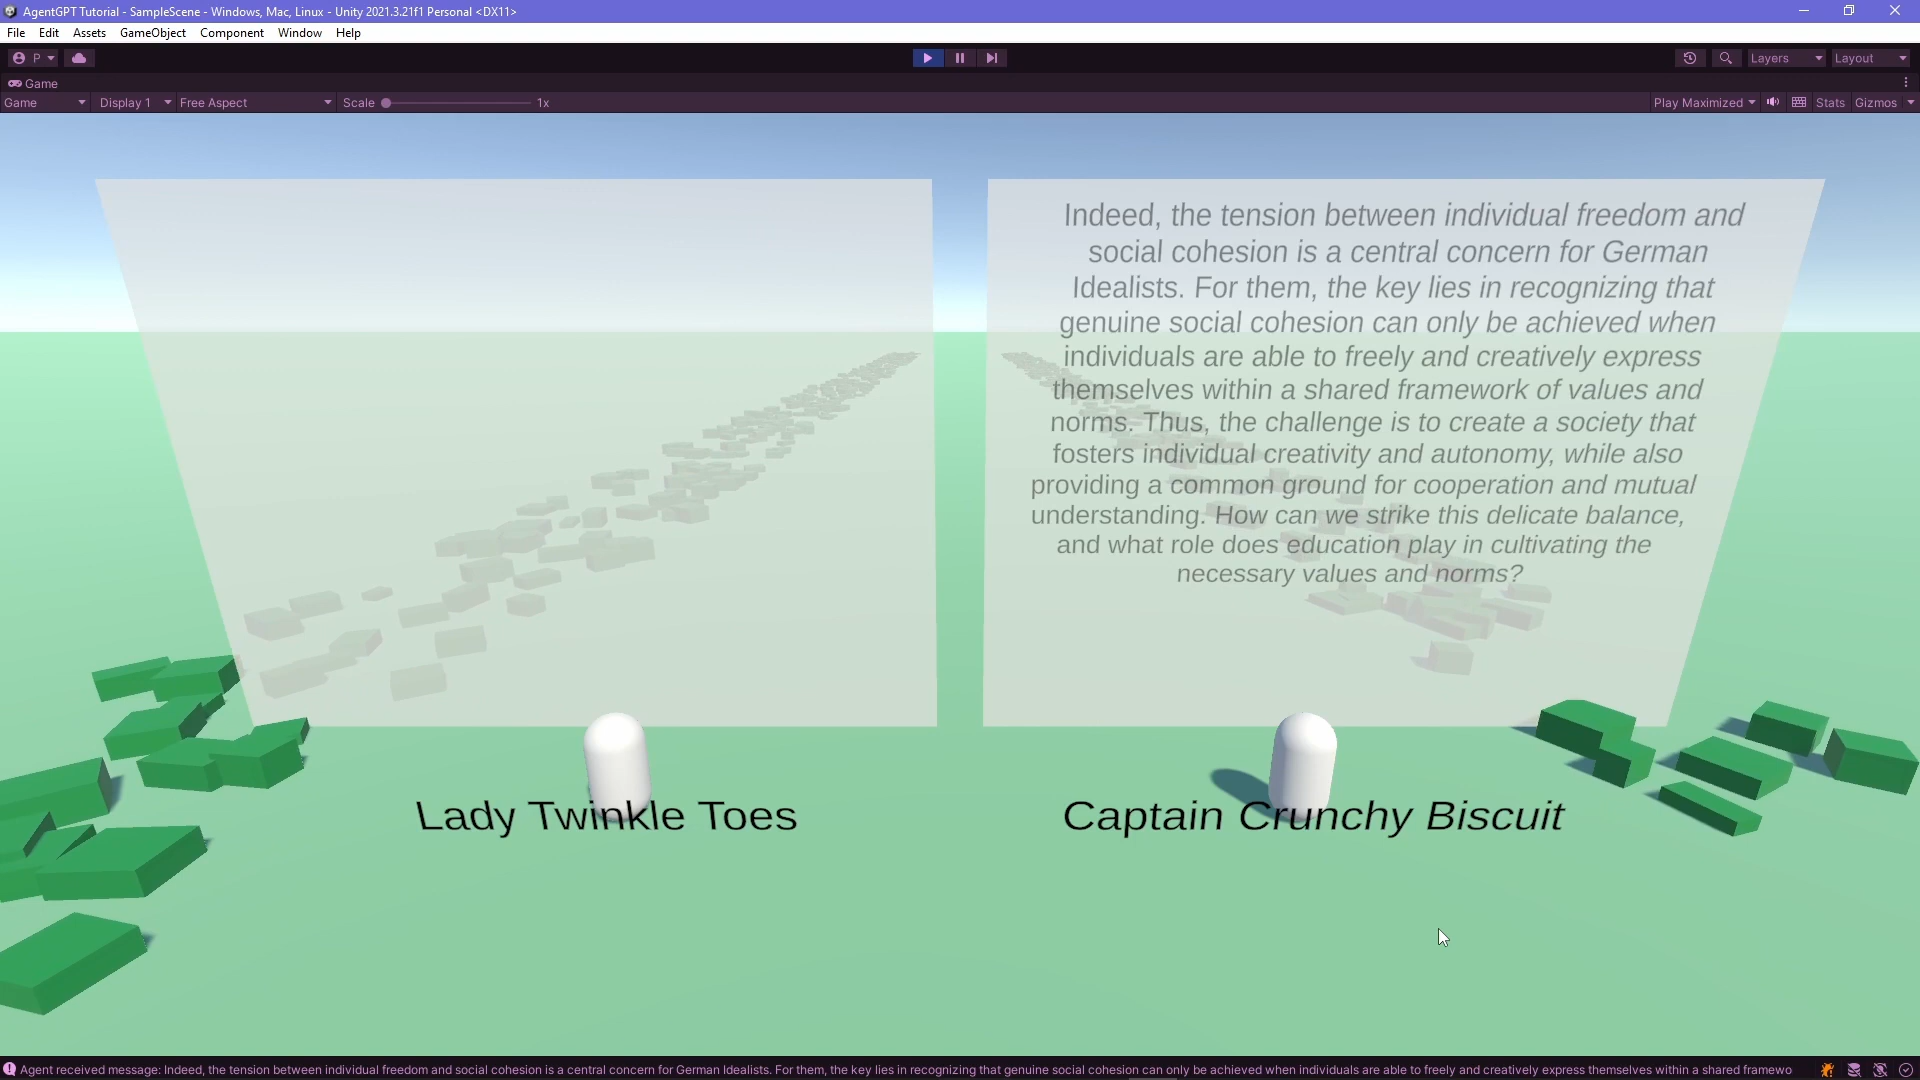 AgentGPT Tutorial - SampleScene - Windows, Mac, Linux - Unity 2021.3.21f1 Personal <DX11>
File Edit Assets GameObject Component Window Help
P Layers Layout
Game
Game Display 1 Free Aspect Scale 1x Play Maximized Stats Gizmos
Indeed, the tension between individual freedom and
social cohesion is a central concern for German
Idealists. For them, the key lies in recognizing that
genuine social cohesion can only be achieved when
individuals are able to freely and creatively express
themselves within a shared framework of values and
norms. Thus, the challenge is to create a society that
fosters individual creativity and autonomy, while also
providing a common ground for cooperation and mutual
understanding. How can we strike this delicate balance,
and what role does education play in cultivating the
necessary values and norms?
Lady Twinkle Toes
Captain Crunchy Biscuit
Agent received message: Indeed, the tension between individual freedom and social cohesion is a central concern for German Idealists. For them, the key lies in recognizing that genuine social cohesion can only be achieved when individuals are able to freely and creatively express themselves within a shared framewo